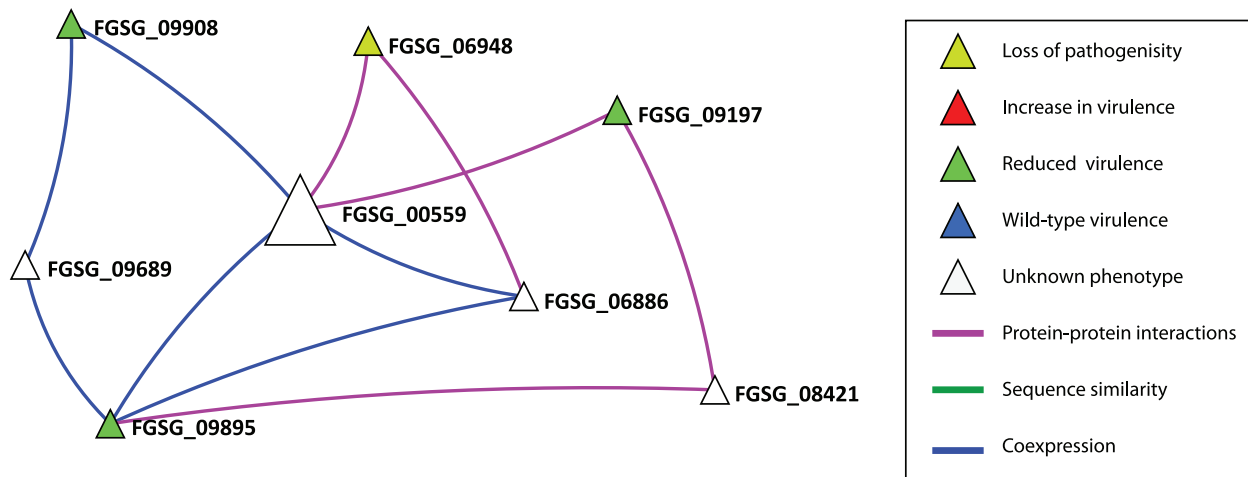 FGSG_09908
FGSG_06948
FGSG_09197
FGSG_00559
FGSG_09689
FGSG_06886
FGSG_08421
FGSG_09895
Loss of pathogenisity
Increase in virulence
Reduced virulence
Wild-type virulence
Unknown phenotype
Protein-protein interactions
Sequence similarity
Coexpression